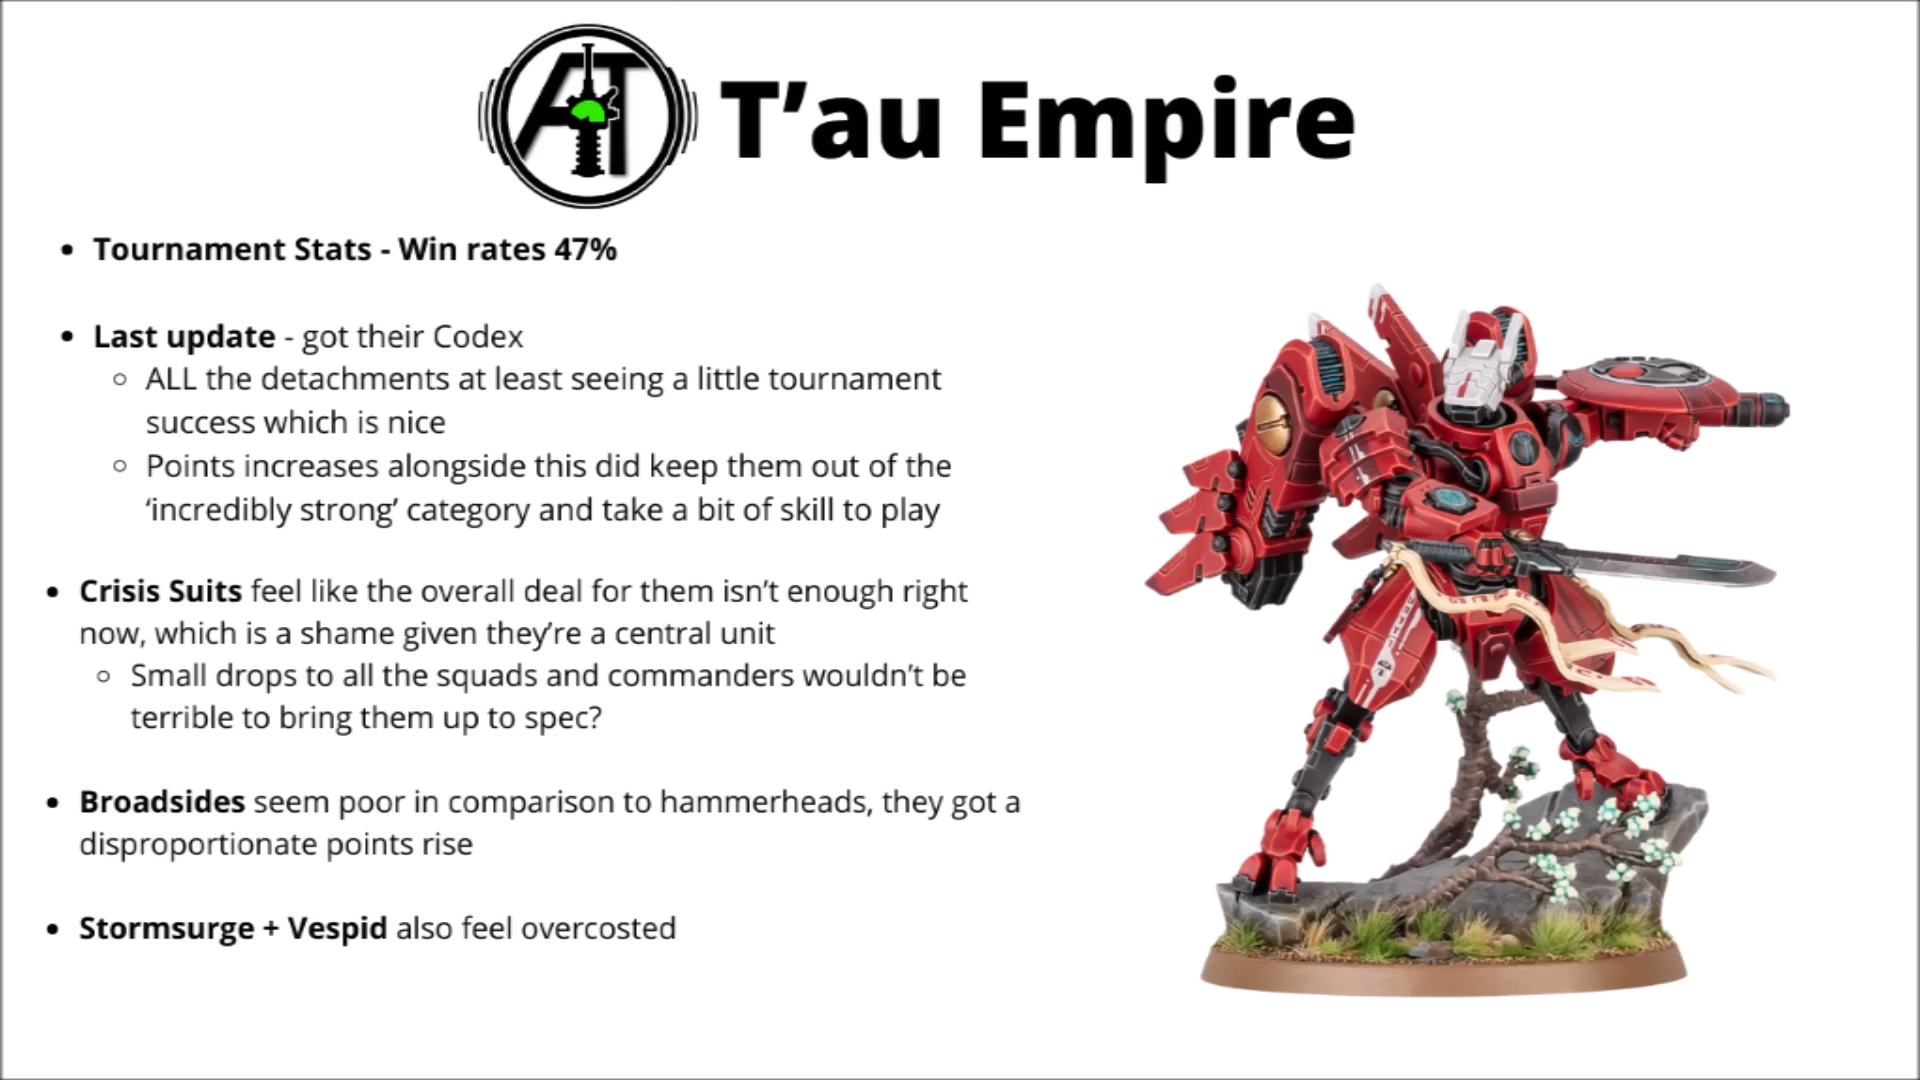 AT
T’au Empire
• Tournament Stats - Win rates 47%
• Last update - got their Codex
○ ALL the detachments at least seeing a little tournament
success which is nice
○ Points increases alongside this did keep them out of the
‘incredibly strong’ category and take a bit of skill to play
• Crisis Suits feel like the overall deal for them isn’t enough right
now, which is a shame given they’re a central unit
○ Small drops to all the squads and commanders wouldn’t be
terrible to bring them up to spec?
• Broadsides seem poor in comparison to hammerheads, they got a
disproportionate points rise
• Stormsurge + Vespid also feel overcosted